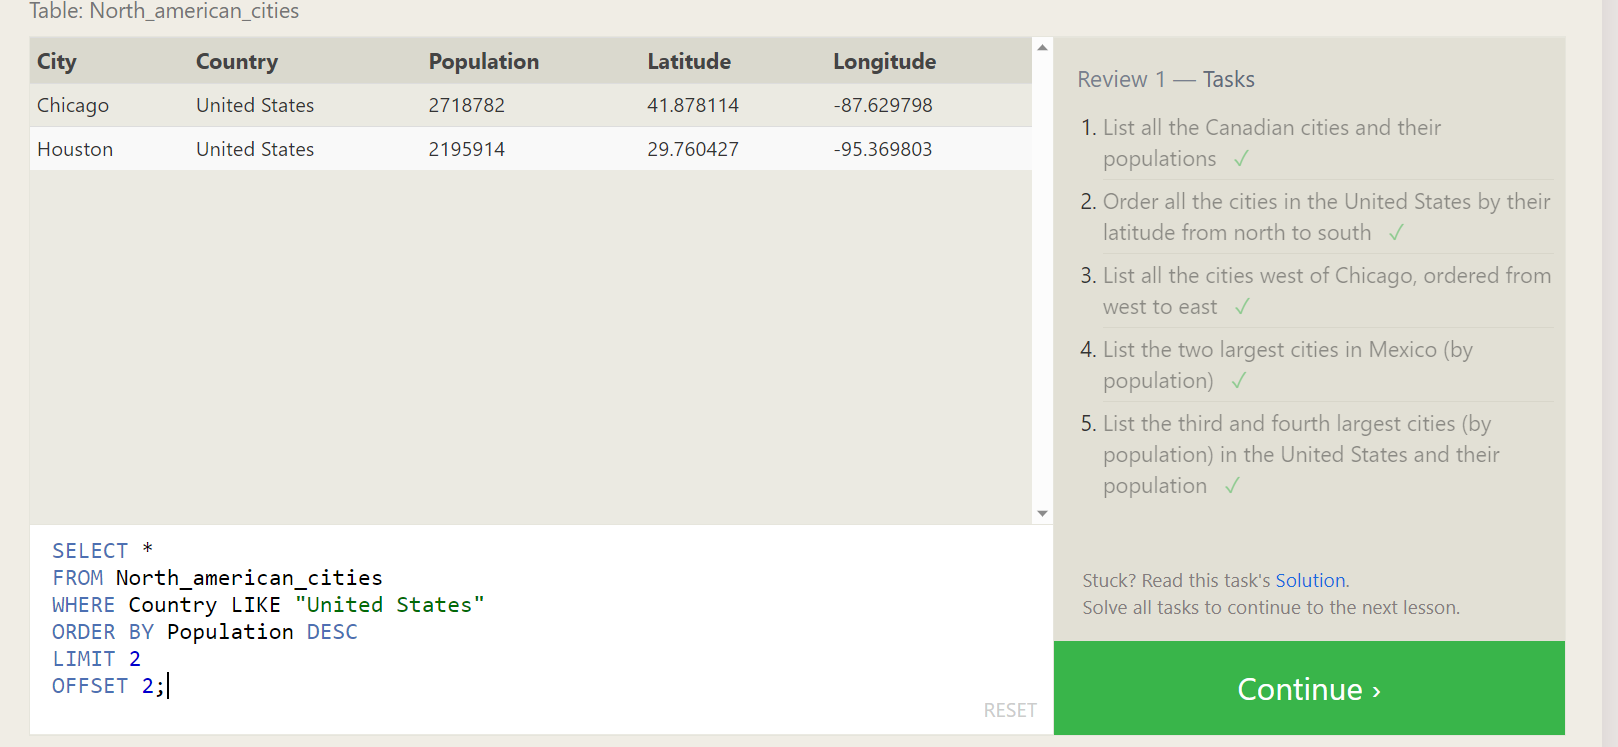 Table: North_american_cities
City Country Population Latitude Longitude
Chicago United States 2718782 41.878114 -87.629798
Houston United States 2195914 29.760427 -95.369803
SELECT *
FROM North_american_cities
WHERE Country LIKE "United States"
ORDER BY Population DESC
LIMIT 2
OFFSET 2;
RESET
Review 1 — Tasks
1. List all the Canadian cities and their
populations ✓
2. Order all the cities in the United States by their
latitude from north to south ✓
3. List all the cities west of Chicago, ordered from
west to east ✓
4. List the two largest cities in Mexico (by
population) ✓
5. List the third and fourth largest cities (by
population) in the United States and their
population ✓
Stuck? Read this task's Solution.
Solve all tasks to continue to the next lesson.
Continue ›